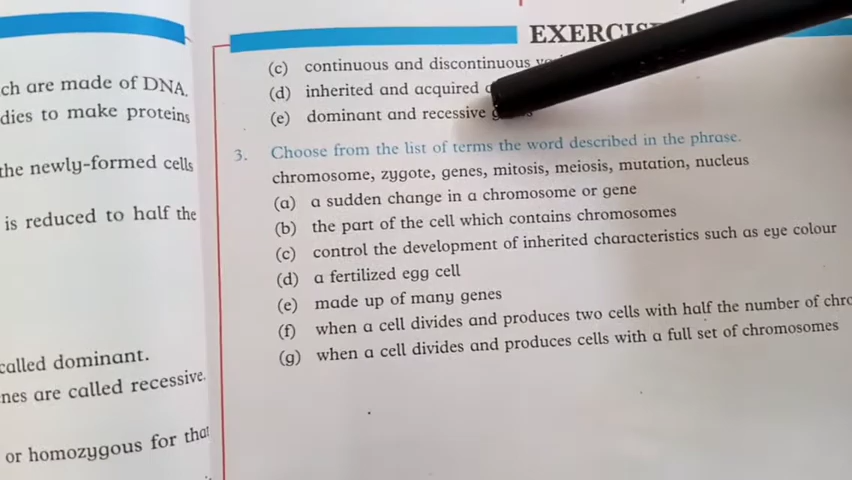 ch are made of DNA.
dies to make proteins
the newly-formed cells
is reduced to half the
called dominant.
nes are called recessive.
or homozygous for that
EXERCIS
(c) continuous and discontinuous
(d) inherited and acquired
(e) dominant and recessive
3. Choose from the list of terms the word described in the phrase.
chromosome, zygote, genes, mitosis, meiosis, mutation, nucleus
(a) a sudden change in a chromosome or gene
(b) the part of the cell which contains chromosomes
(c) control the development of inherited characteristics such as eye colour
(d) a fertilized egg cell
(e) made up of many genes
(f) when a cell divides and produces two cells with half the number of chro
(g) when a cell divides and produces cells with a full set of chromosomes